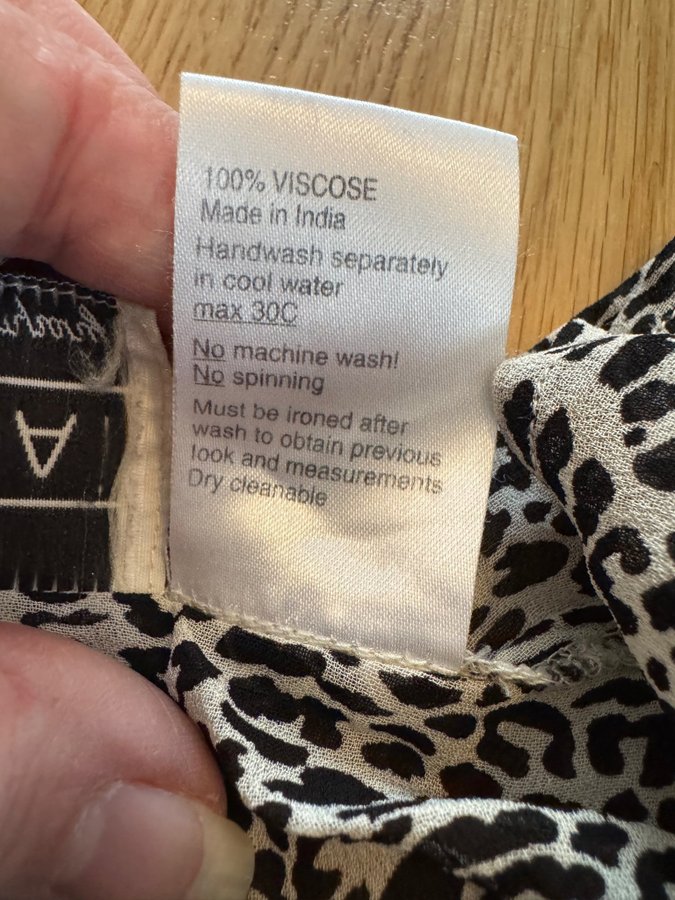 100% VISCOSE
Made in India
Handwash separately
in cool water
max 30C
No machine wash!
No spinning
Must be ironed after
wash to obtain previous
look and measurements
Dry cleanable
A